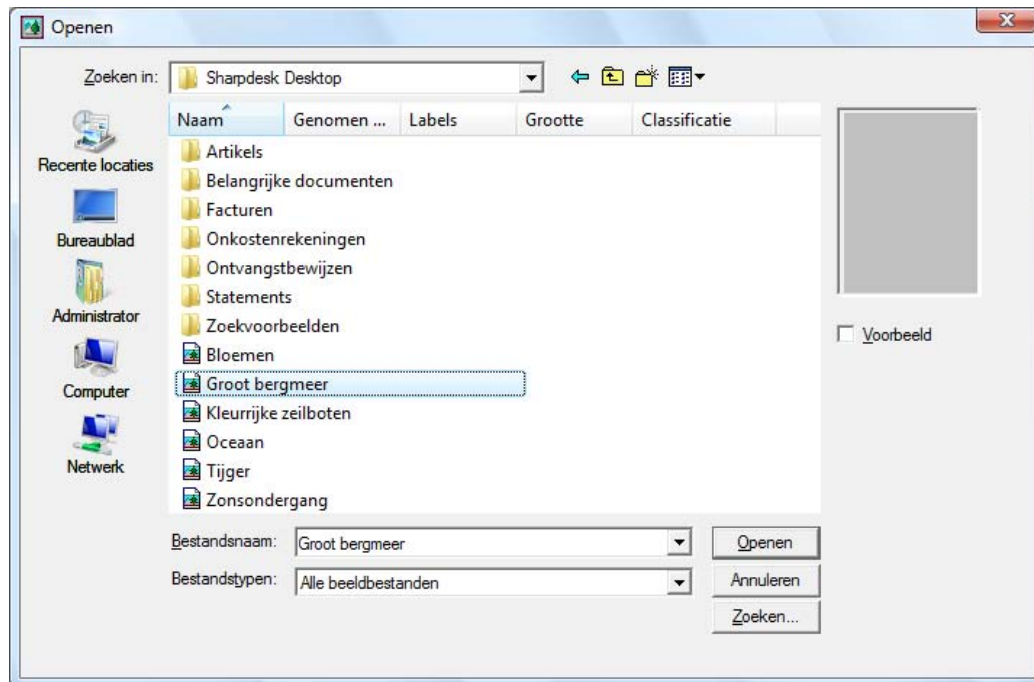 Openen
Zoeken in: Sharpdesk Desktop
Naam Genomen ... Labels Grootte Classificatie
Recente locaties
Bureaublad
Administrator
Computer
Netwerk
Artikels
Belangrijke documenten
Facturen
Onkostenrekeningen
Ontvangstbewijzen
Statements
Zoekvoorbeelden
Bloemen
Groot bergmeer
Kleurrijke zeilboten
Oceaan
Tijger
Zonsondergang
Voorbeeld
Bestandsnaam: Groot bergmeer Openen
Bestandstypen: Alle beeldbestanden Annuleren
Zoeken...